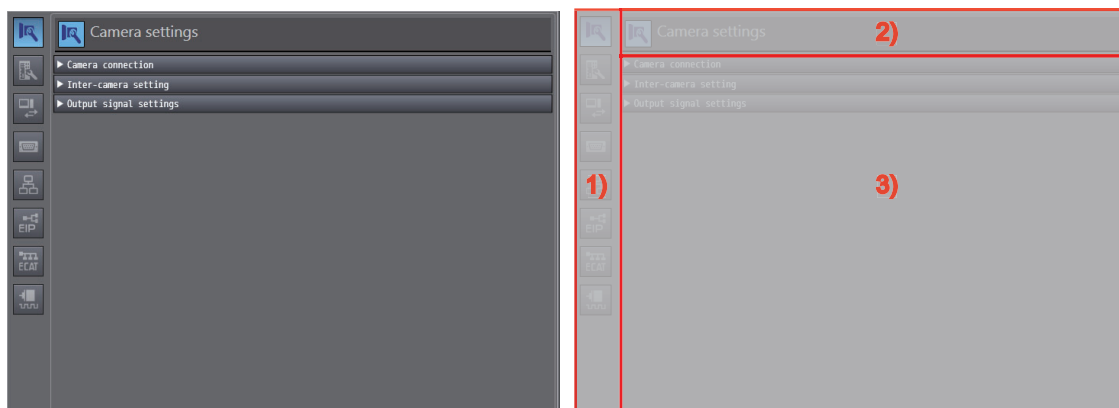 Camera settings
▶ Camera connection
▶ Inter-camera setting
▶ Output signal settings
EIP
ECAT
Camera settings
2)
▶ Camera connection
▶ Inter-camera setting
▶ Output signal settings
1)
3)
EIP
ECAT